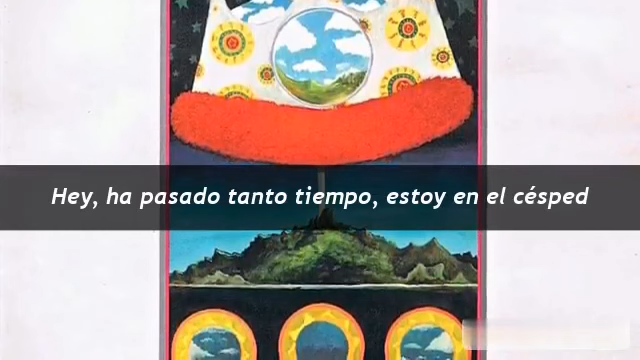 Hey, ha pasado tanto tiempo, estoy en el césped